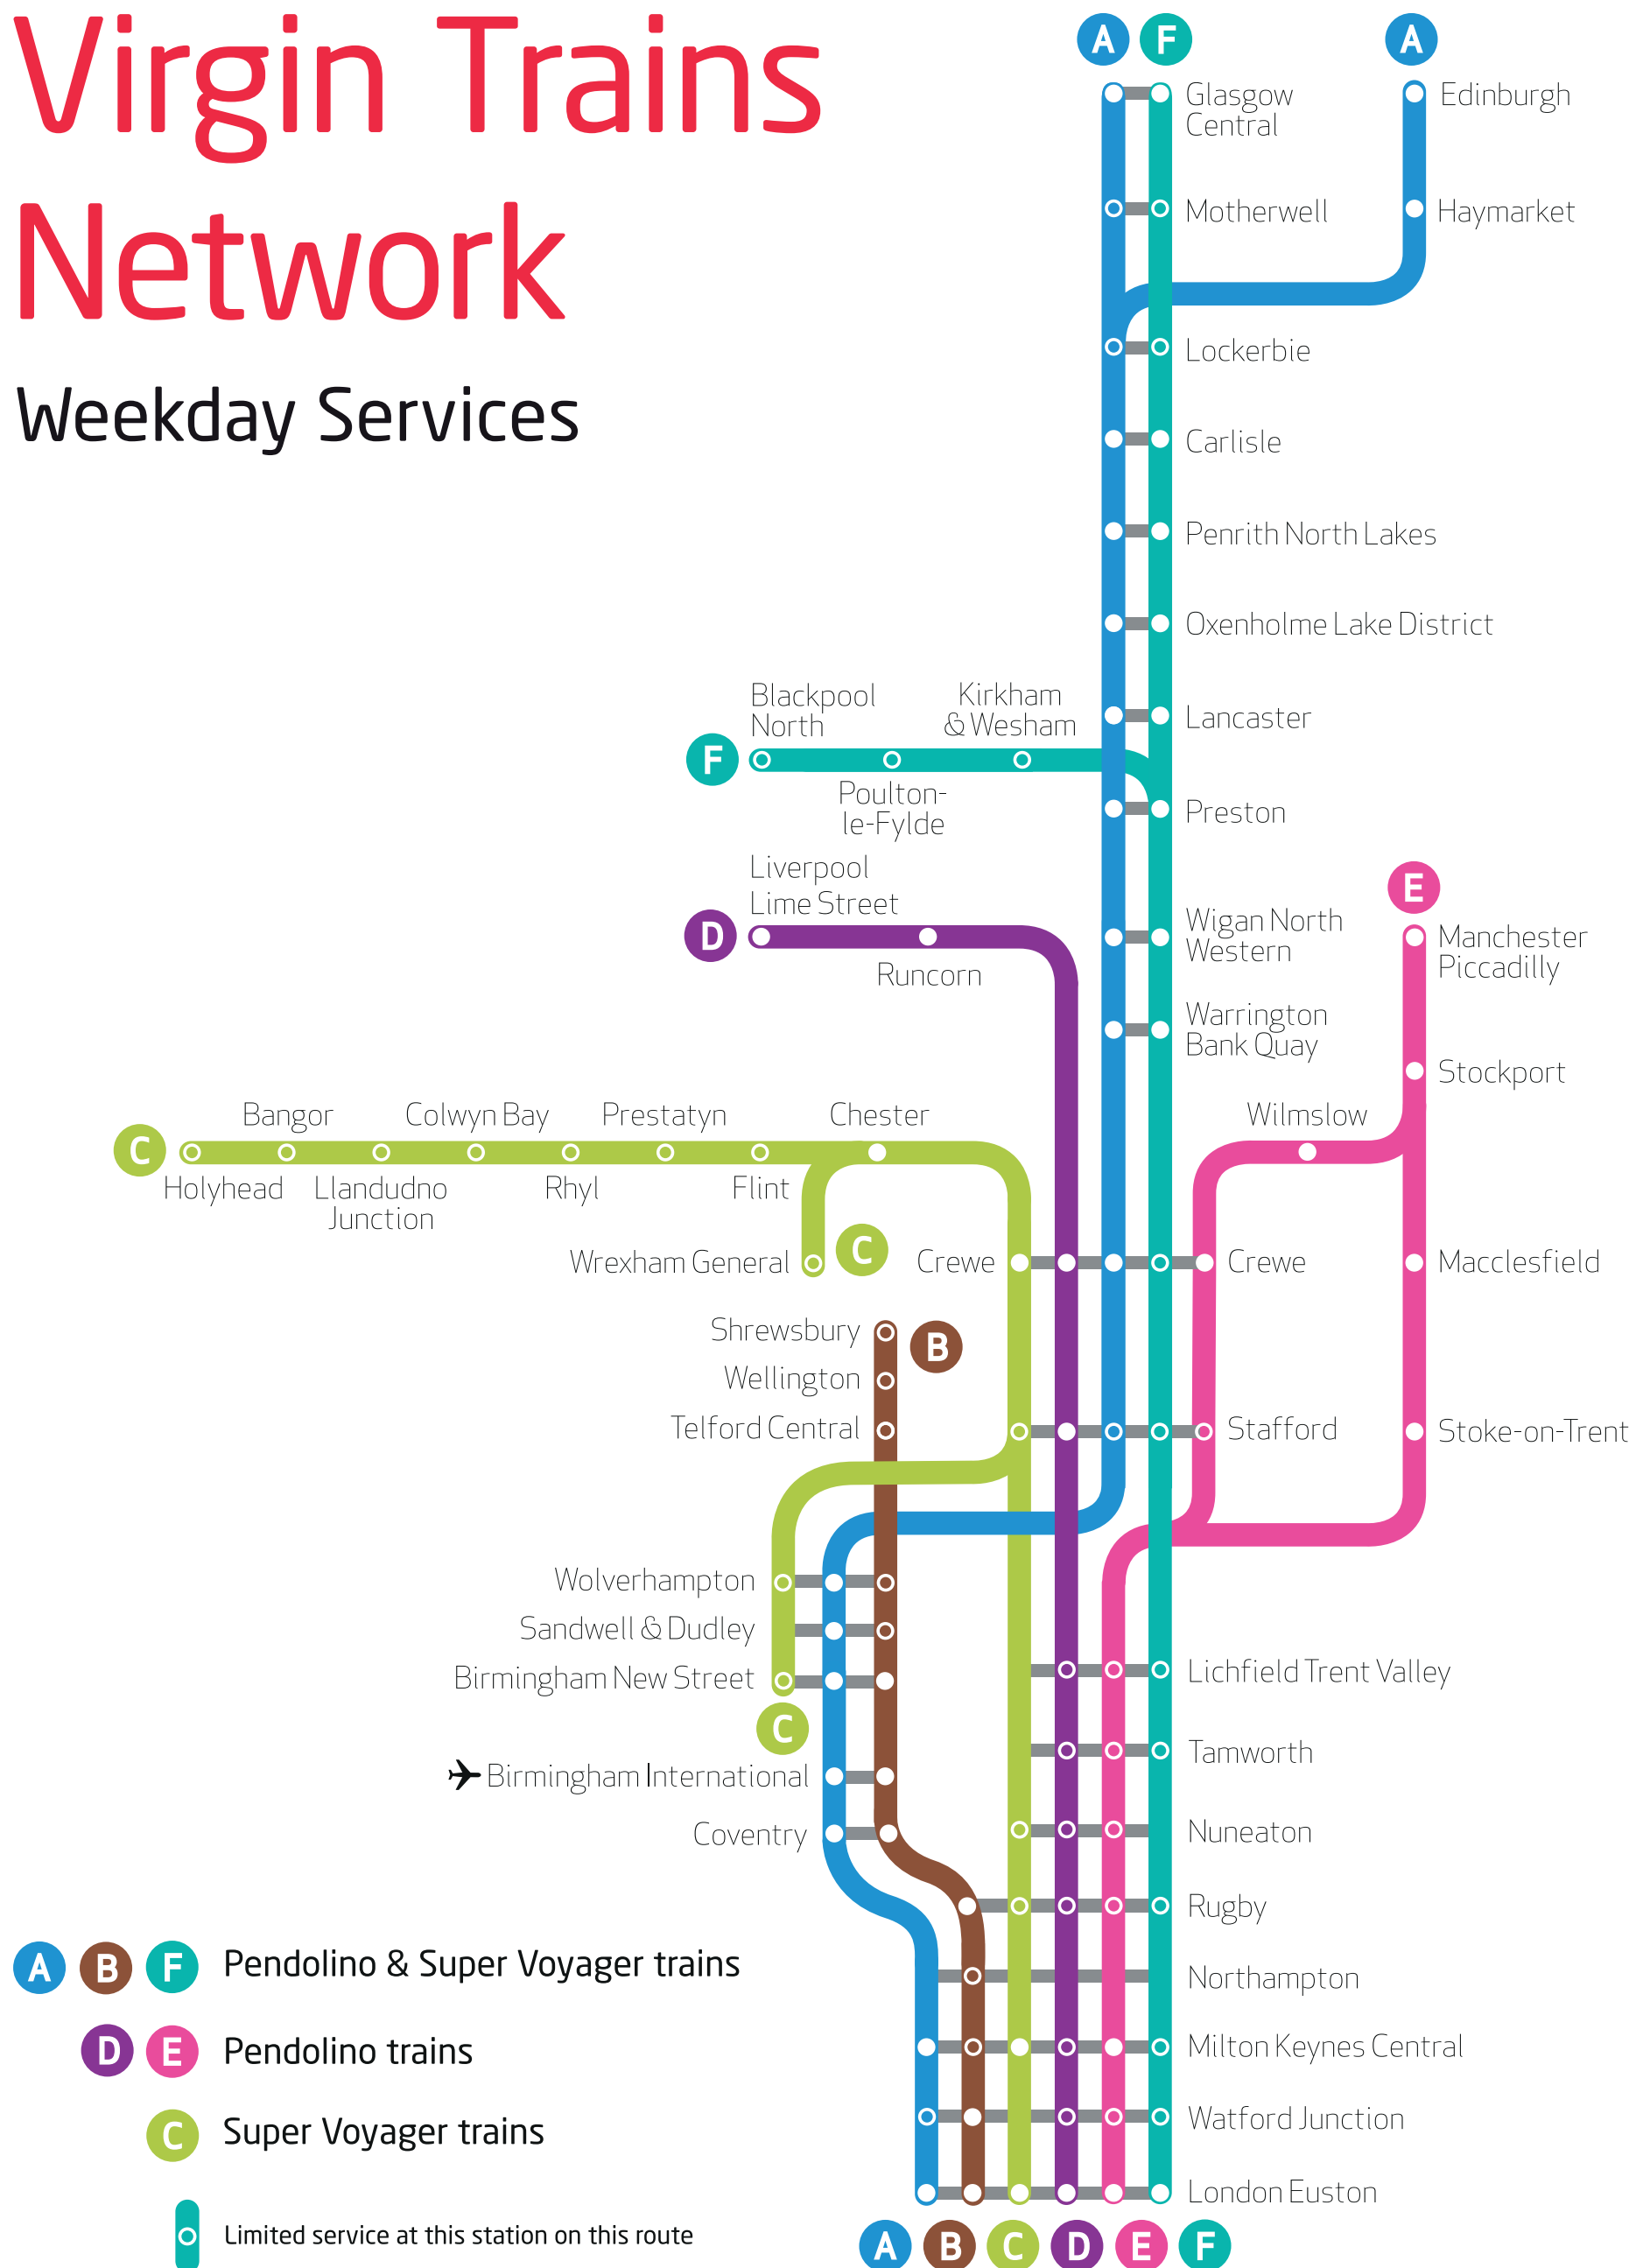 Virgin Trains
Network
Weekday Services
A
F
A
Glasgow
Central
Edinburgh
Motherwell
Haymarket
Lockerbie
Carlisle
Penrith North Lakes
Oxenholme Lake District
Blackpool
North
Kirkham
& Wesham
Lancaster
F
Poulton-
le-Fylde
Preston
Liverpool
Lime Street
E
D
Runcorn
Wigan North
Western
Manchester
Piccadilly
Warrington
Bank Quay
Stockport
Bangor
Colwyn Bay
Prestatyn
Chester
Wilmslow
C
Holyhead
Llandudno
Junction
Rhyl
Flint
Wrexham General
C
Crewe
Crewe
Macclesfield
Shrewsbury
B
Wellington
Telford Central
Stafford
Stoke-on-Trent
Wolverhampton
Sandwell & Dudley
Birmingham New Street
Lichfield Trent Valley
C
Tamworth
Birmingham International
Coventry
Nuneaton
Rugby
A B F Pendolino & Super Voyager trains
Northampton
D E Pendolino trains
Milton Keynes Central
C Super Voyager trains
Watford Junction
London Euston
Limited service at this station on this route
A B C D E F